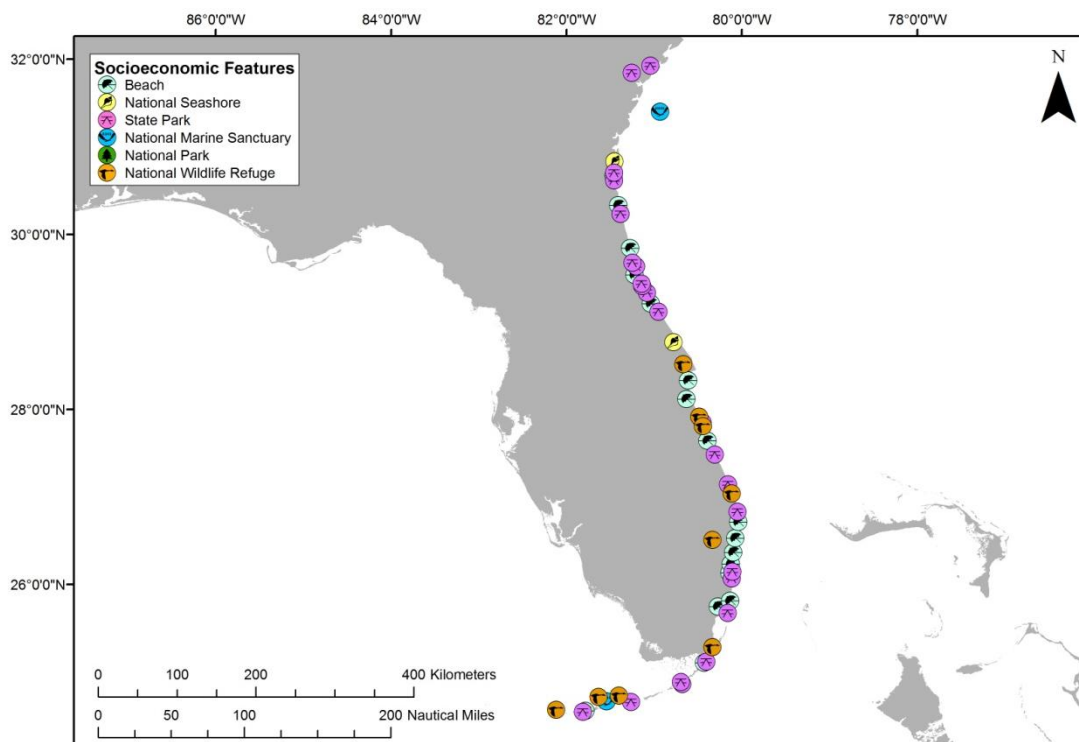 86°0'0"W 84°0'0"W 82°0'0"W 80°0'0"W 78°0'0"W
32°0'0"N
Socioeconomic Features
Beach
National Seashore
State Park
National Marine Sanctuary
National Park
National Wildlife Refuge
N
30°0'0"N
28°0'0"N
26°0'0"N
0 100 200 400 Kilometers
0 50 100 200 Nautical Miles